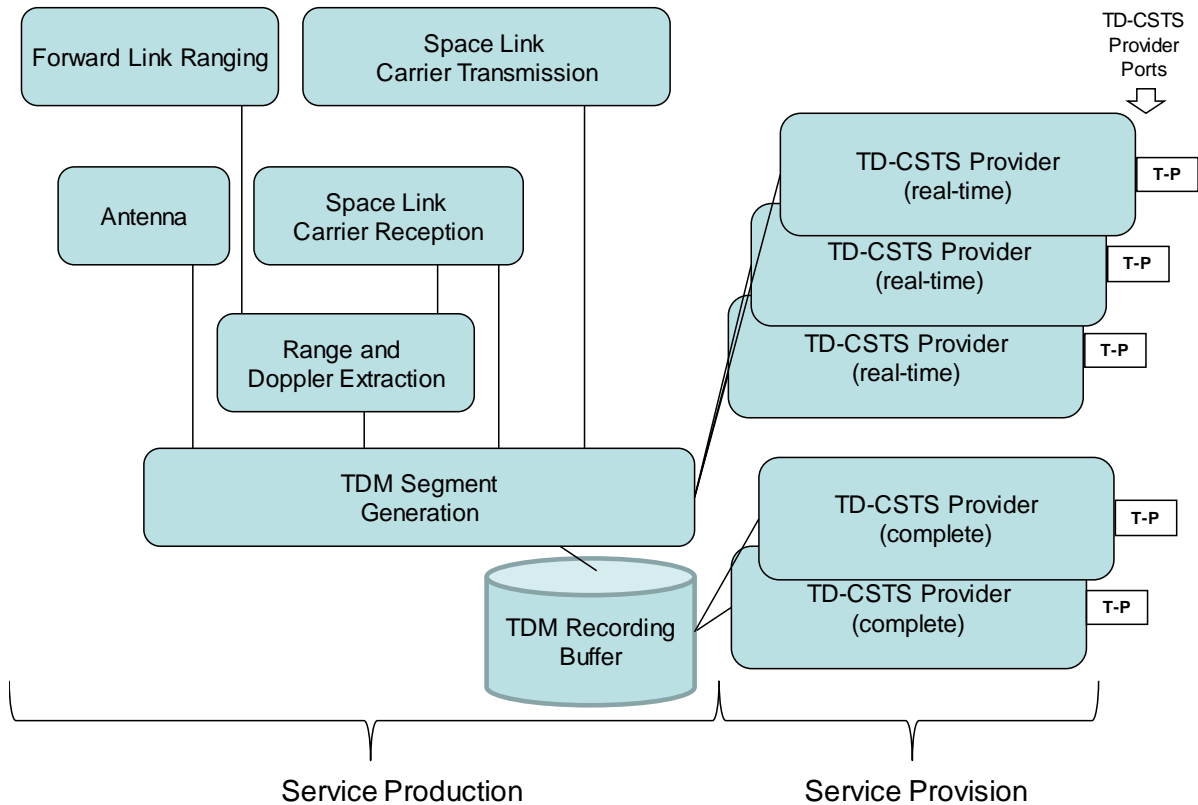 TD-CSTS
Provider
Ports
Forward Link Ranging
Space Link
Carrier Transmission
Antenna
Space Link
Carrier Reception
Range and
Doppler Extraction
TDM Segment
Generation
TDM Recording
Buffer
TD-CSTS Provider
(real-time)
T-P
TD-CSTS Provider
(real-time)
T-P
TD-CSTS Provider
(real-time)
T-P
TD-CSTS Provider
(complete)
T-P
TD-CSTS Provider
(complete)
T-P
Service Production
Service Provision